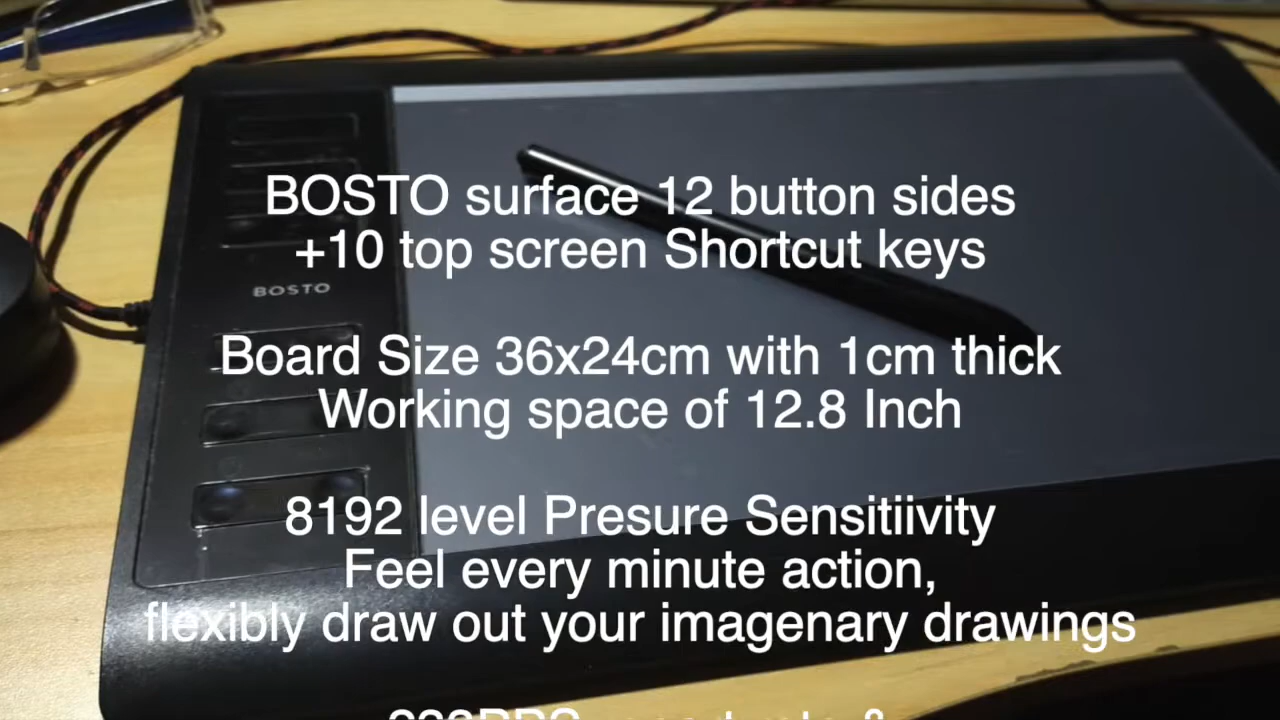 BOSTO surface 12 button sides
+10 top screen Shortcut keys
BOSTO
Board Size 36x24cm with 1cm thick
Working space of 12.8 Inch
8192 level Presure Sensitiivity
Feel every minute action,
flexibly draw out your imagenary drawings